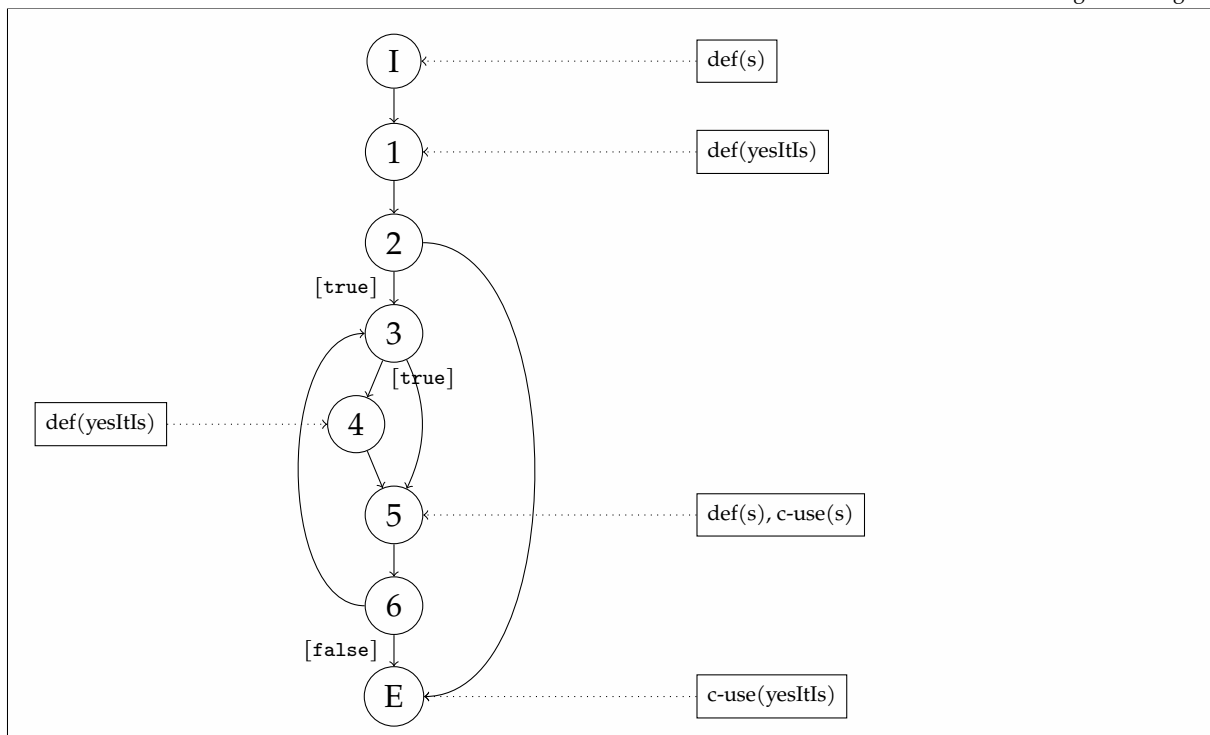 I
def(s)
1
def(yesItIs)
2
[true]
3
[true]
def(yesItIs)
4
5
def(s), c-use(s)
6
[false]
E
c-use(yesItIs)